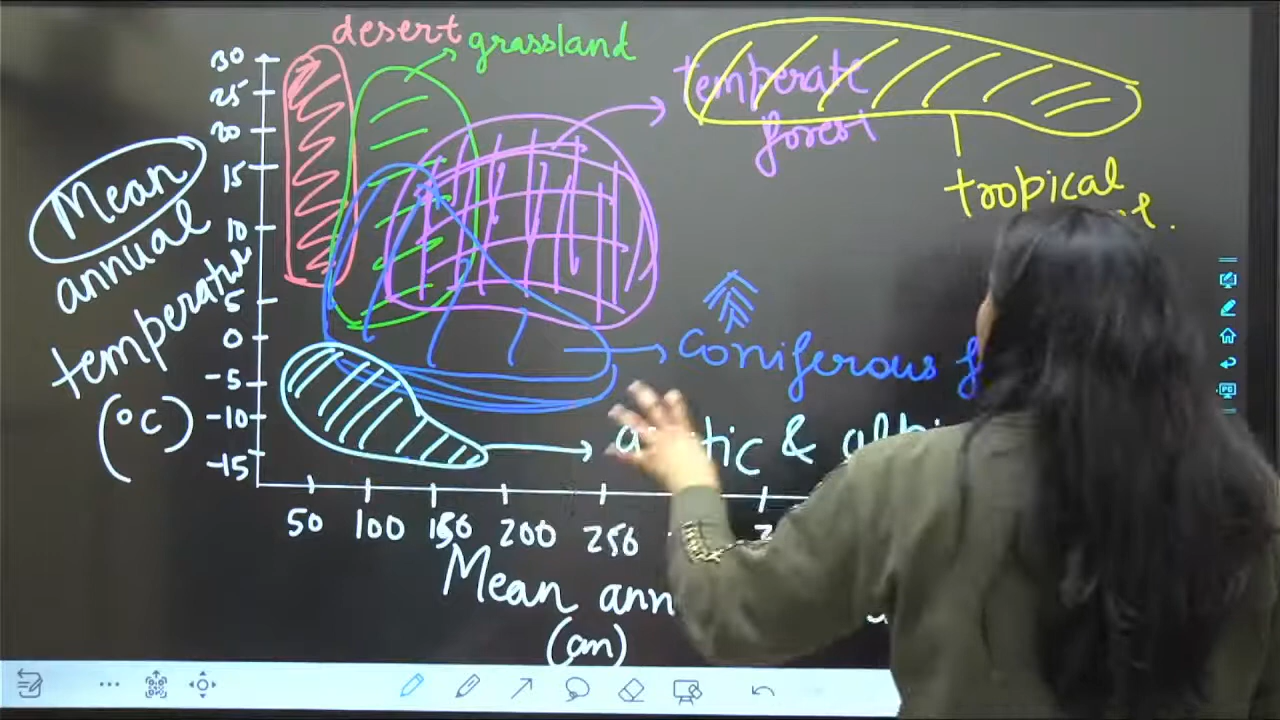 desert
grassland
temperate
forest
tropical
30
25
20
15
10
5
0
-5
-10
-15
Mean
annual
temperature
(°C)
coniferous
& 
50 100 150 200 250
Mean ann
(cm)